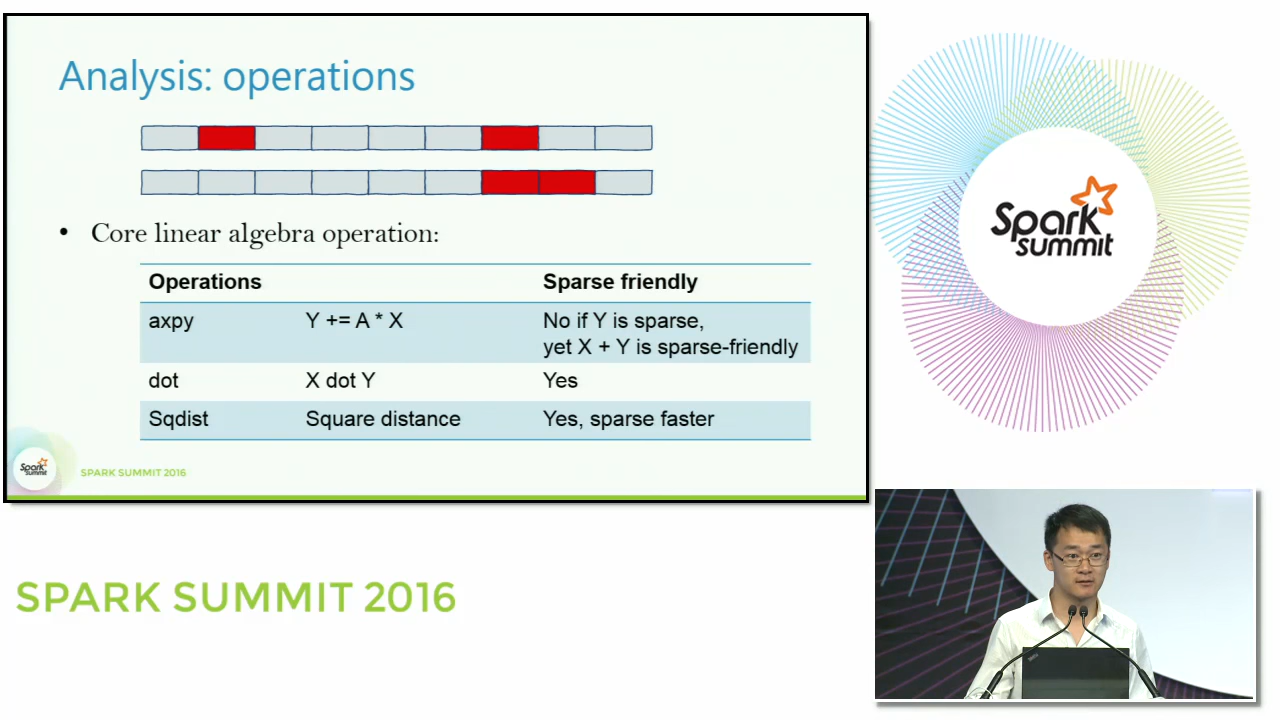 Analysis: operations
• Core linear algebra operation:
Operations Sparse friendly
axpy Y += A * X No if Y is sparse,
yet X + Y is sparse-friendly
dot X dot Y Yes
Sqdist Square distance Yes, sparse faster
Spark
summit
SPARK SUMMIT 2016
Spark
summit
SPARK SUMMIT 2016